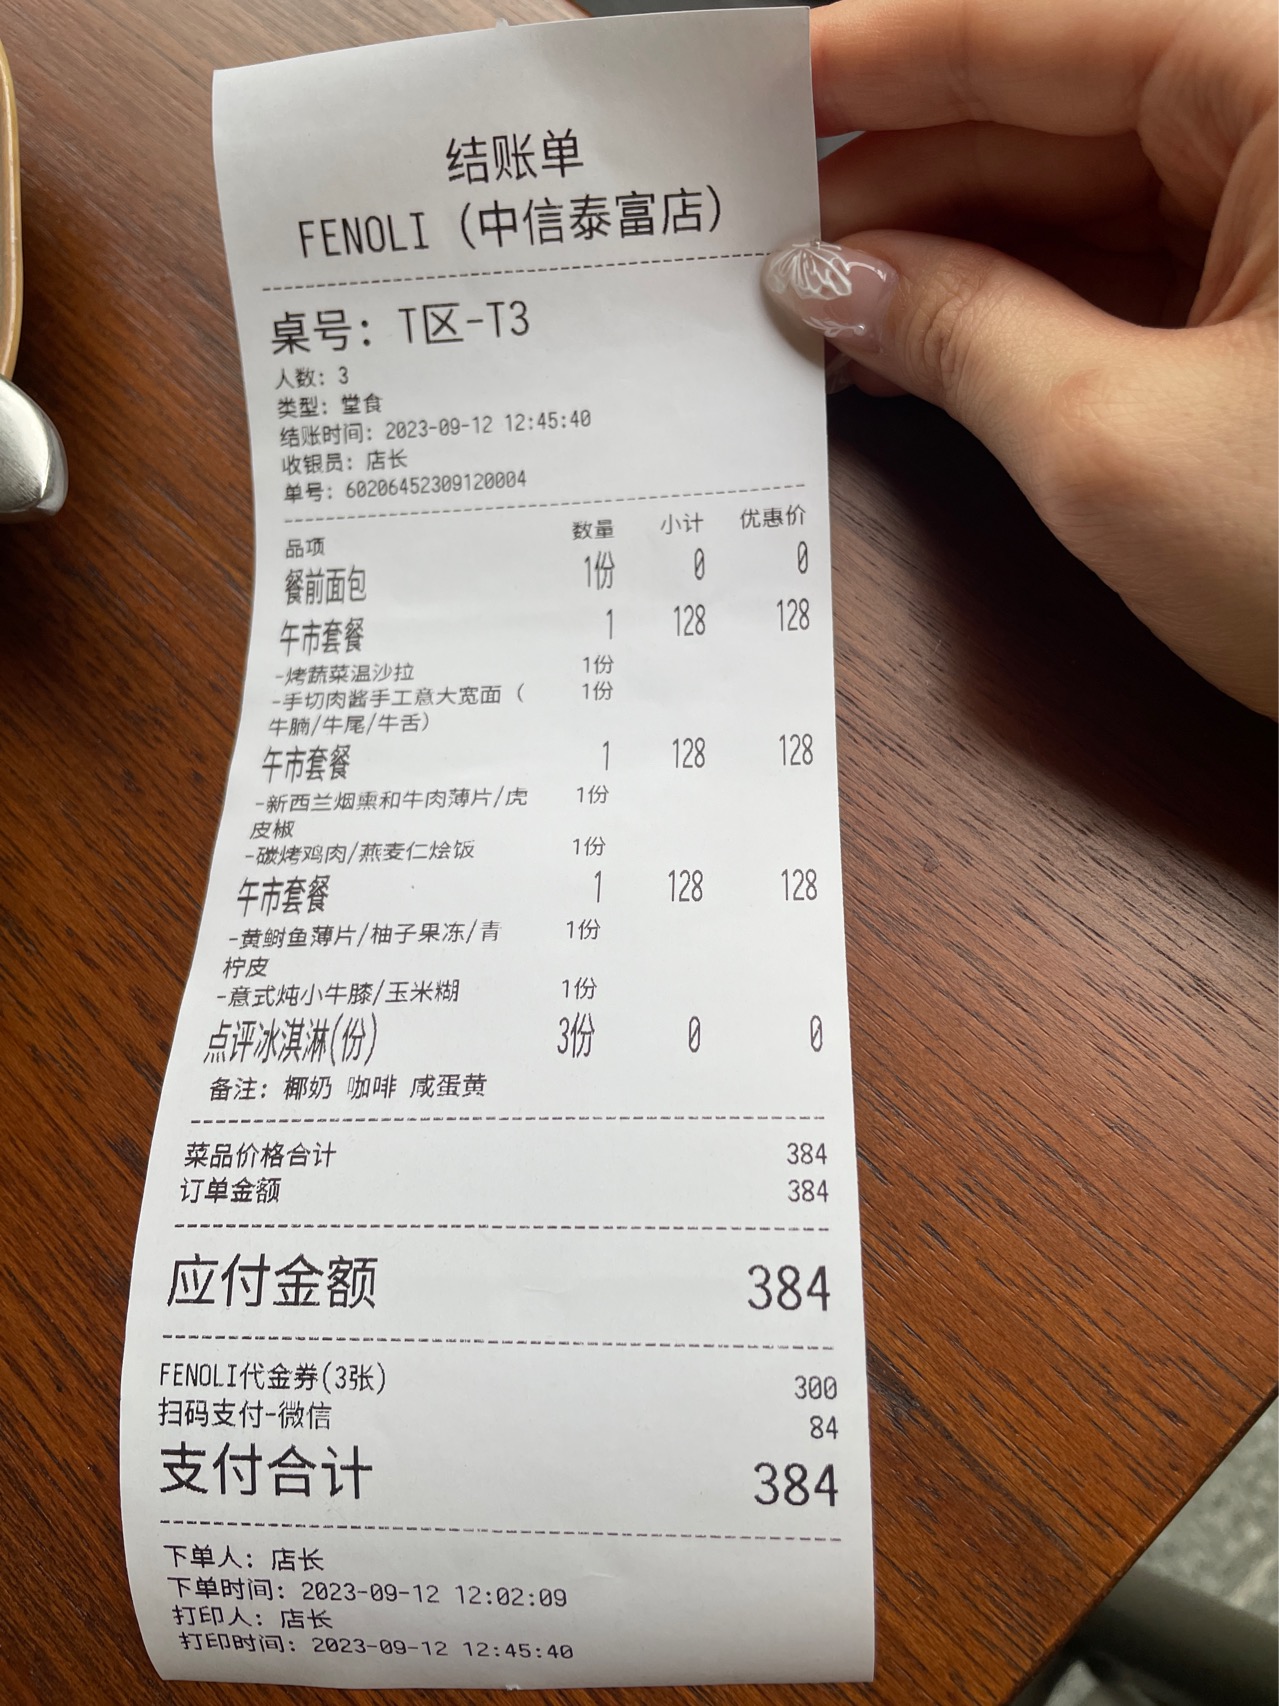 结账单
FENOLI（中信泰富店）
桌号：T区-T3
人数：3
类型：堂食
结账时间：2023-09-12 12:45:40
收银员：店长
单号：60206452309120004
品项 数量 小计 优惠价
餐前面包 1份 0 0
午市套餐 1 128 128
-烤蔬菜温沙拉 1份
-手切肉酱手工意大宽面（ 1份
牛腩/牛尾/牛舌）
午市套餐 1 128 128
-新西兰烟熏和牛肉薄片/虎 1份
皮椒
-碳烤鸡肉/燕麦仁烩饭 1份
午市套餐 1 128 128
-黄鲥鱼薄片/柚子果冻/青 1份
柠皮
-意式炖小牛膝/玉米糊 1份
点评冰淇淋(份) 3份 0 0
备注：椰奶 咖啡 咸蛋黄
菜品价格合计 384
订单金额 384
应付金额 384
FENOLI代金券(3张) 300
扫码支付-微信 84
支付合计 384
下单人：店长
下单时间：2023-09-12 12:02:09
打印人：店长
打印时间：2023-09-12 12:45:40